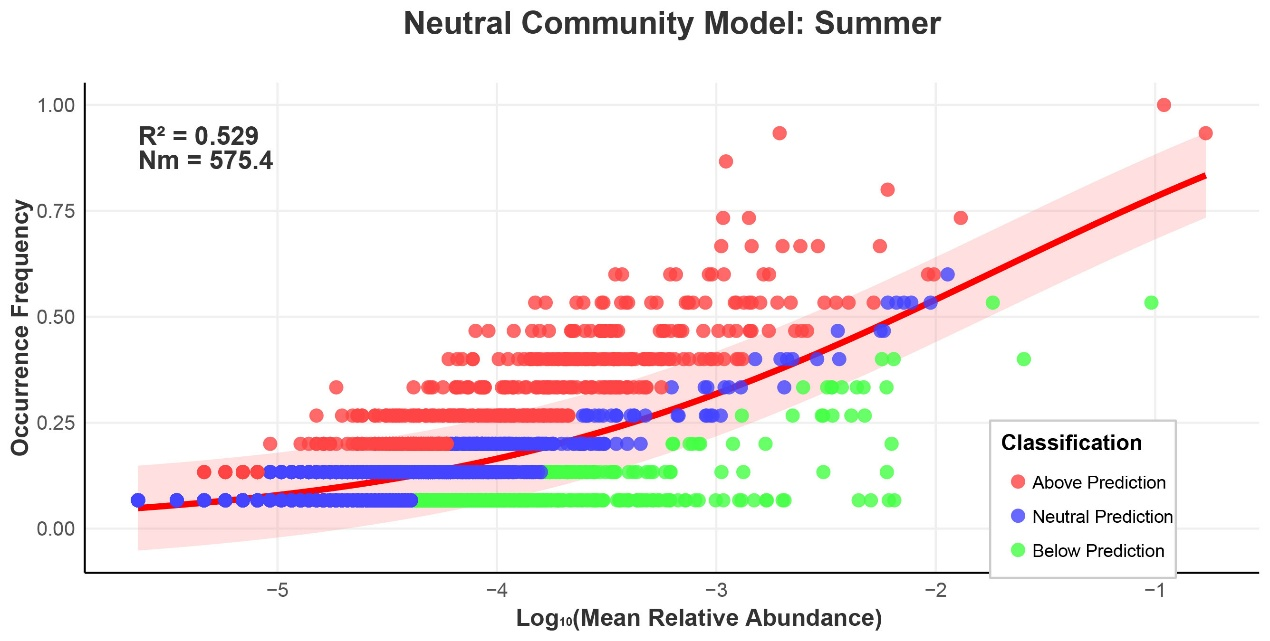 Neutral Community Model: Summer
R² = 0.529
Nm = 575.4
Occurrence Frequency
1.00
0.75
0.50
0.25
0.00
−5
−4
−3
−2
−1
Log₁₀(Mean Relative Abundance)
Classification
Above Prediction
Neutral Prediction
Below Prediction